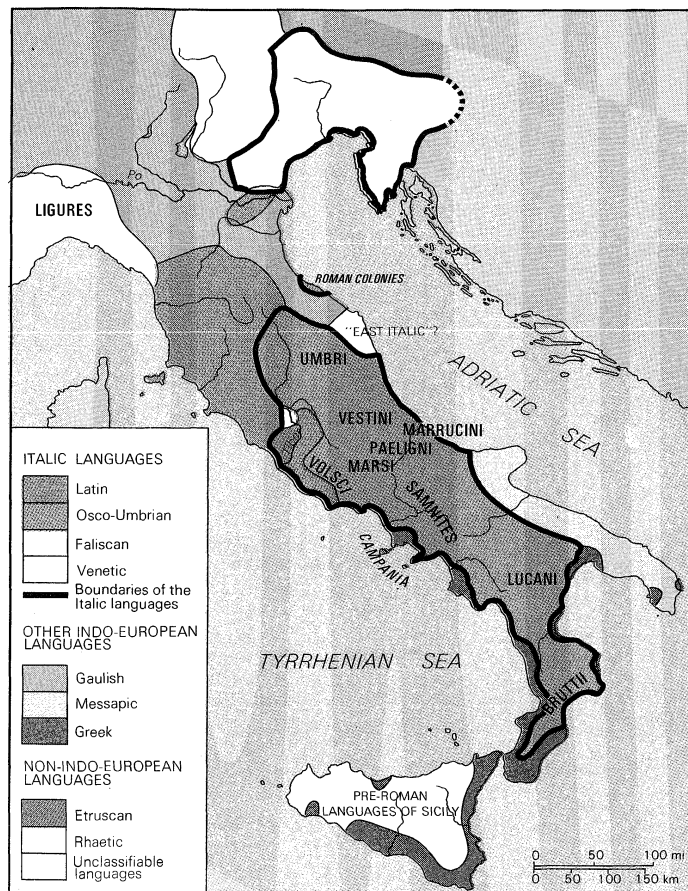 Po
LIGURES
ROMAN COLONIES
"EAST ITALIC"?
UMBRI
ADRIATIC SEA
VESTINI
MARRUCINI
PAELIGNI
MARSI
VOLSCI
SAMNITES
CAMPANIA
LUCANI
TYRRHENIAN SEA
BRUTTII
PRE-ROMAN
LANGUAGES OF SICILY
ITALIC LANGUAGES
Latin
Osco-Umbrian
Faliscan
Venetic
Boundaries of the
Italic languages
OTHER INDO-EUROPEAN
LANGUAGES
Gaulish
Messapic
Greek
NON-INDO-EUROPEAN
LANGUAGES
Etruscan
Rhaetic
Unclassifiable
languages
0 50 100 mi
0 50 100 150 km